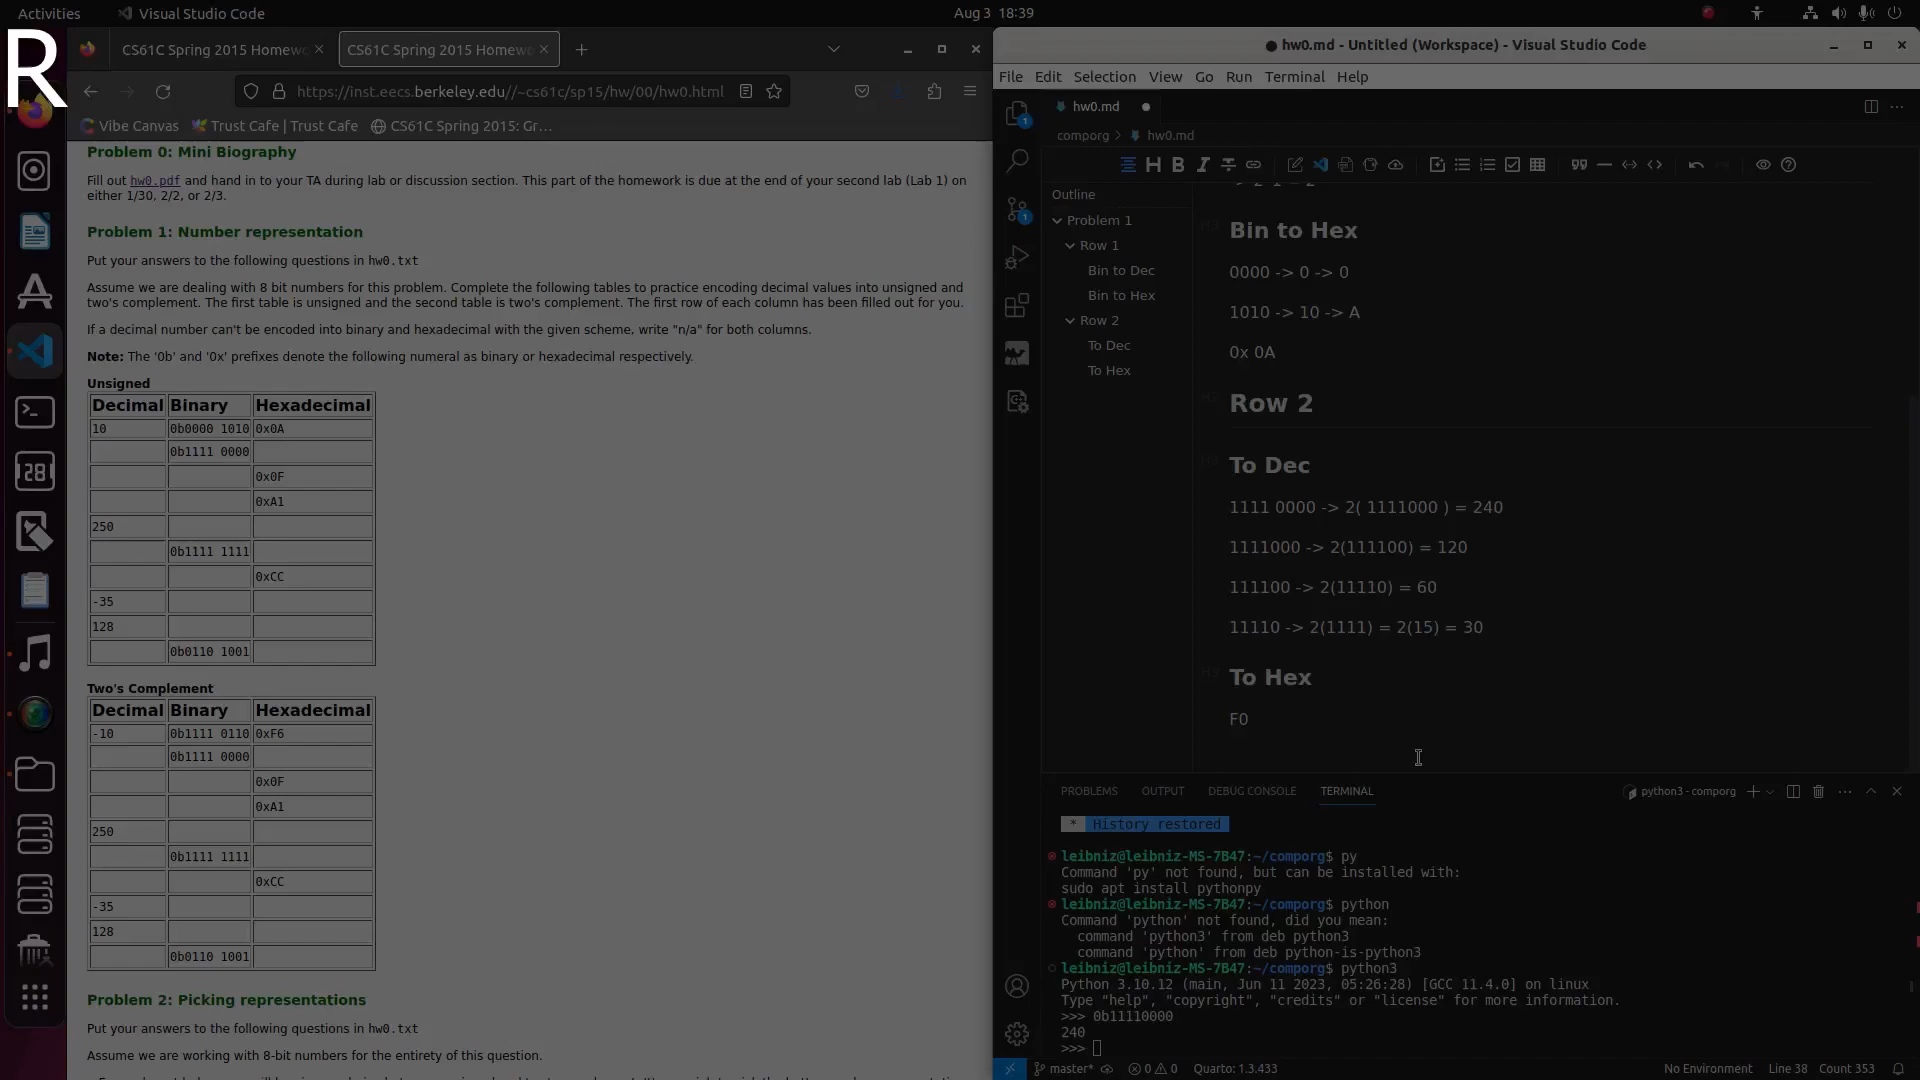 Activities
Visual Studio Code
Aug 3 18:39
R
CS61C Spring 2015 Homewo
CS61C Spring 2015 Homewo
https://inst.eecs.berkeley.edu//~cs61c/sp15/hw/00/hw0.html
Vibe Canvas
Trust Cafe | Trust Cafe
CS61C Spring 2015: Gr…
Problem 0: Mini Biography
Fill out hw0.pdf and hand in to your TA during lab or discussion section. This part of the homework is due at the end of your second lab (Lab 1) on
either 1/30, 2/2, or 2/3.
Problem 1: Number representation
Put your answers to the following questions in hw0.txt
Assume we are dealing with 8 bit numbers for this problem. Complete the following tables to practice encoding decimal values into unsigned and
two's complement. The first table is unsigned and the second table is two's complement. The first row of each column has been filled out for you.
If a decimal number can't be encoded into binary and hexadecimal with the given scheme, write "n/a" for both columns.
Note: The '0b' and '0x' prefixes denote the following numeral as binary or hexadecimal respectively.
Unsigned
Decimal Binary Hexadecimal
10 0b0000 1010 0x0A
0b1111 0000
0x0F
0xA1
250
0b1111 1111
0xCC
-35
128
0b0110 1001
Two's Complement
Decimal Binary Hexadecimal
-10 0b1111 0110 0xF6
0b1111 0000
0x0F
0xA1
250
0b1111 1111
0xCC
-35
128
0b0110 1001
Problem 2: Picking representations
Put your answers to the following questions in hw0.txt
Assume we are working with 8-bit numbers for the entirety of this question.
28
hw0.md - Untitled (Workspace) - Visual Studio Code
File Edit Selection View Go Run Terminal Help
hw0.md
comporg > hw0.md
Outline
Problem 1
Row 1
Bin to Dec
Bin to Hex
Row 2
To Dec
To Hex
Bin to Hex
0000 -> 0 -> 0
1010 -> 10 -> A
0x 0A
Row 2
To Dec
1111 0000 -> 2( 1111000 ) = 240
1111000 -> 2(111100) = 120
111100 -> 2(11110) = 60
11110 -> 2(1111) = 2(15) = 30
To Hex
F0
PROBLEMS OUTPUT DEBUG CONSOLE TERMINAL
python3 - comporg
* History restored
leibniz@leibniz-MS-7B47:~/comporg$ py
Command 'py' not found, but can be installed with:
sudo apt install pythonpy
leibniz@leibniz-MS-7B47:~/comporg$ python
Command 'python' not found, did you mean:
command 'python3' from deb python3
command 'python' from deb python-is-python3
leibniz@leibniz-MS-7B47:~/comporg$ python3
Python 3.10.12 (main, Jun 11 2023, 05:26:28) [GCC 11.4.0] on linux
Type "help", "copyright", "credits" or "license" for more information.
>>> 0b11110000
240
>>>
master* 0 0 Quarto: 1.3.433
No Environment Line 38 Count 353